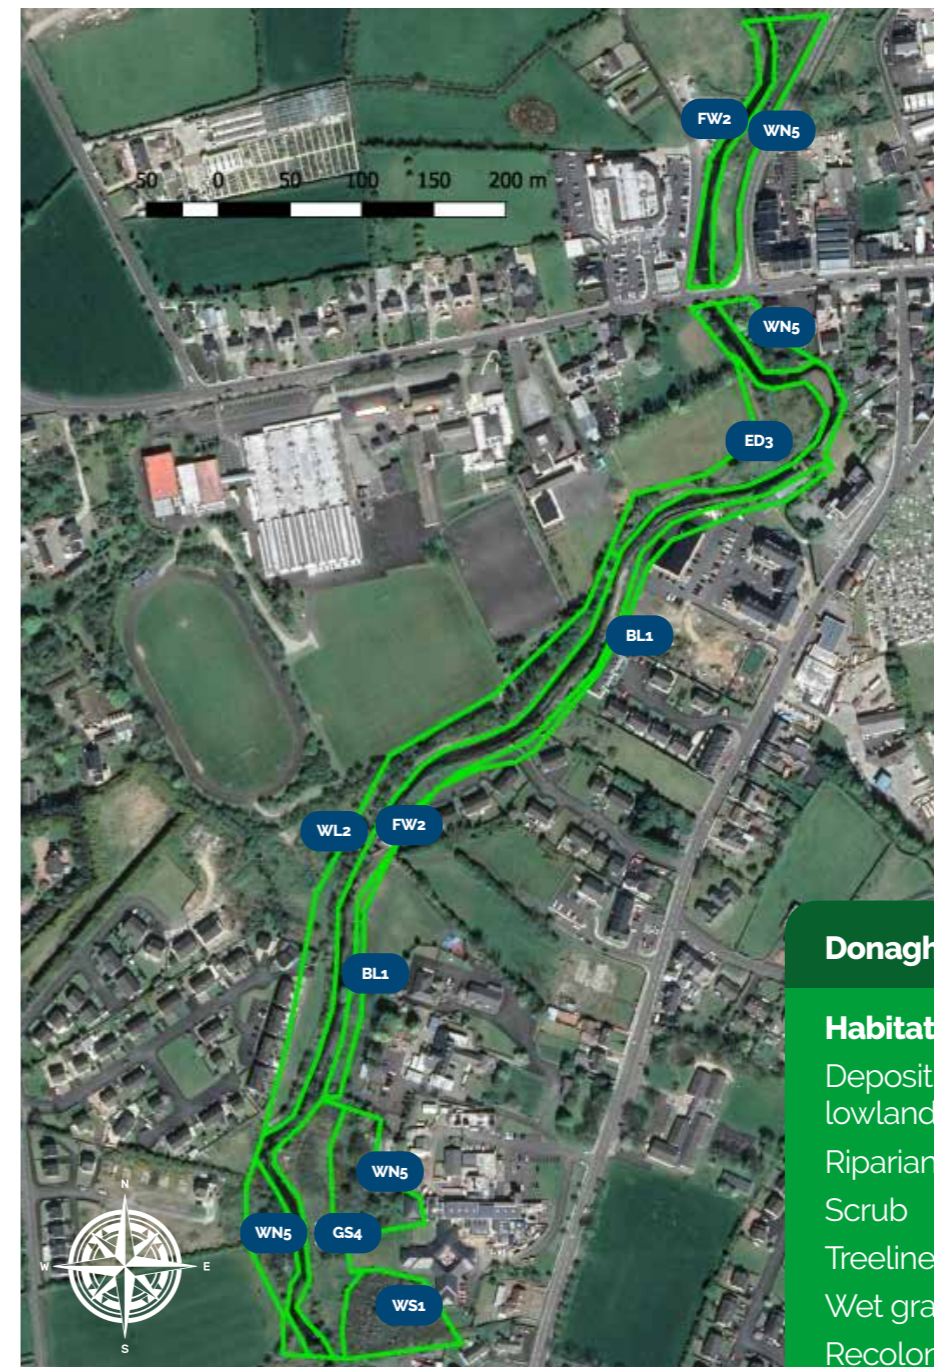 FW2
WN5
50 0 50 100 150 200 m
WN5
ED3
BL1
WL2
FW2
BL1
WN5
WN5
GS4
WS1
N
W E
S
Donagh
Habitat
Deposit
lowland
Riparian
Scrub
Treeline
Wet gra
Recolon